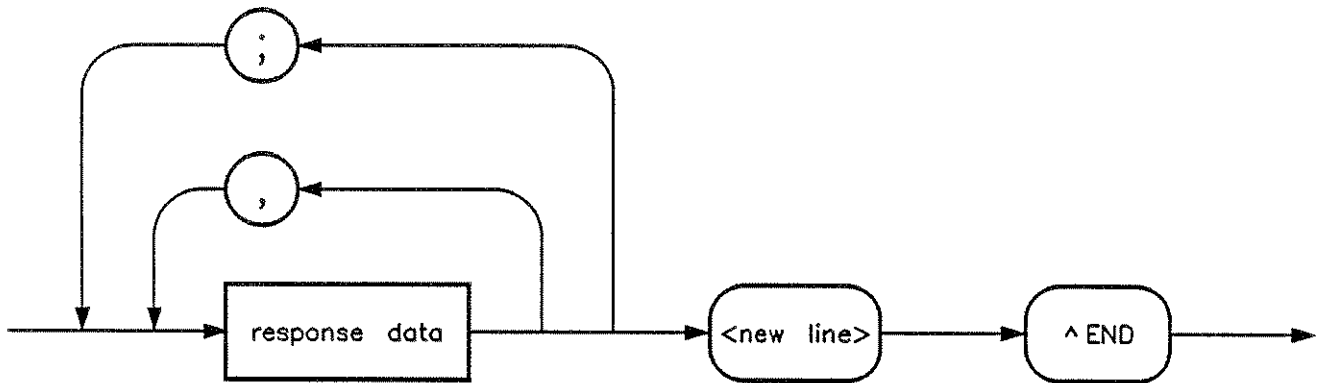 ;
,
response data
<new line>
^ END